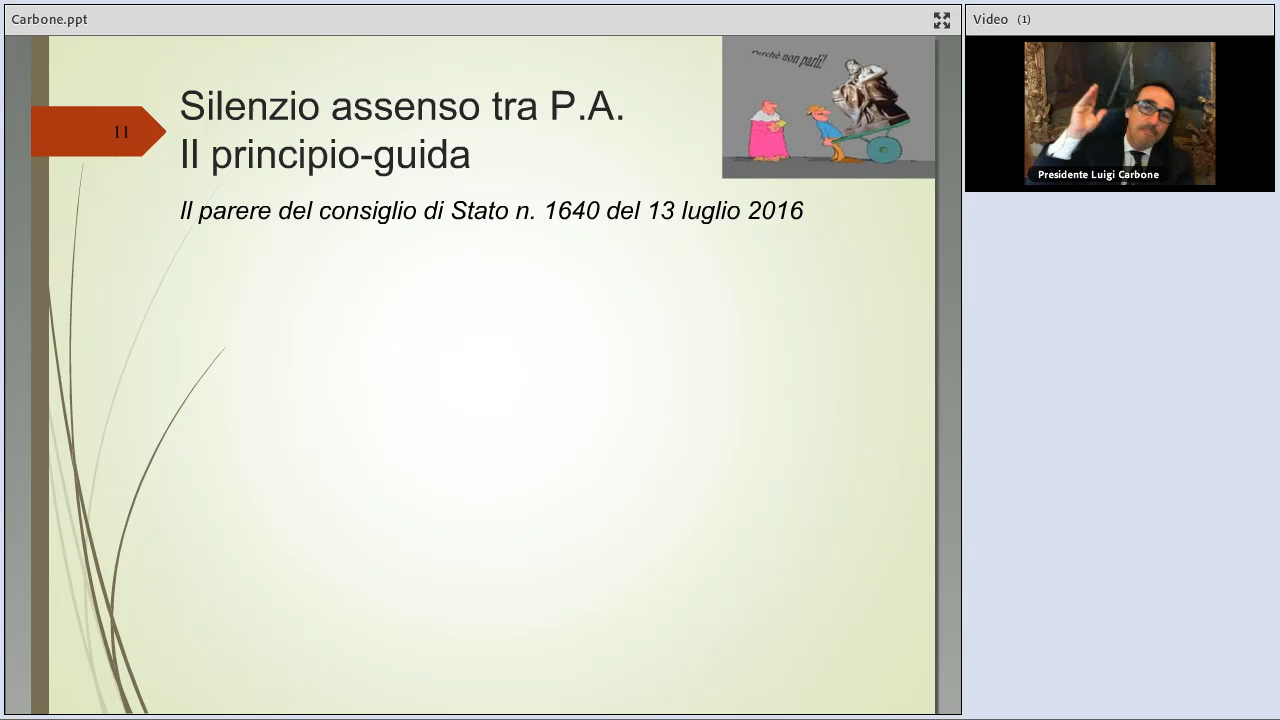 Carbone.ppt
Video (1)
Perchè non parli!
11
Silenzio assenso tra P.A.
Il principio-guida
Il parere del consiglio di Stato n. 1640 del 13 luglio 2016
Presidente Luigi Carbone